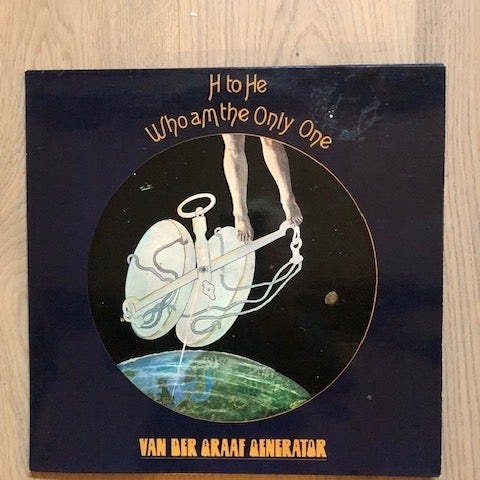 H to He
Who am the Only One
VAN DER GRAAF GENERATOR